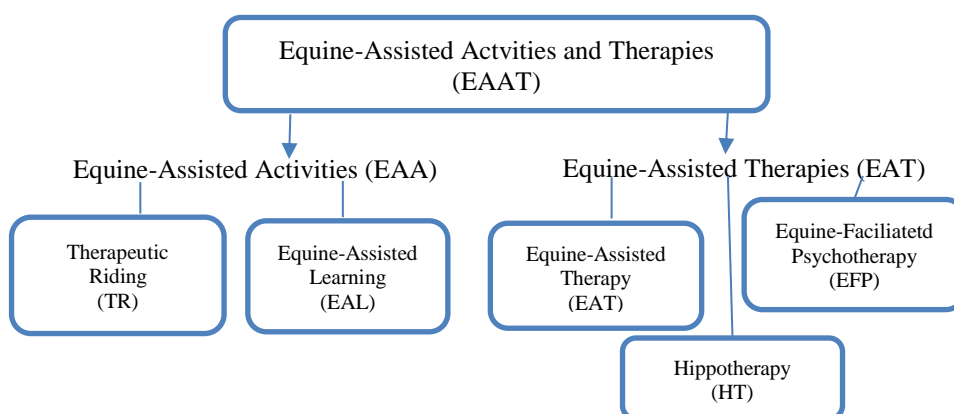 Equine-Assisted Actvities and Therapies
(EAAT)
Equine-Assisted Activities (EAA)
Equine-Assisted Therapies (EAT)
Therapeutic
Riding
(TR)
Equine-Assisted
Learning
(EAL)
Equine-Assisted
Therapy
(EAT)
Equine-Faciliatetd
Psychotherapy
(EFP)
Hippotherapy
(HT)